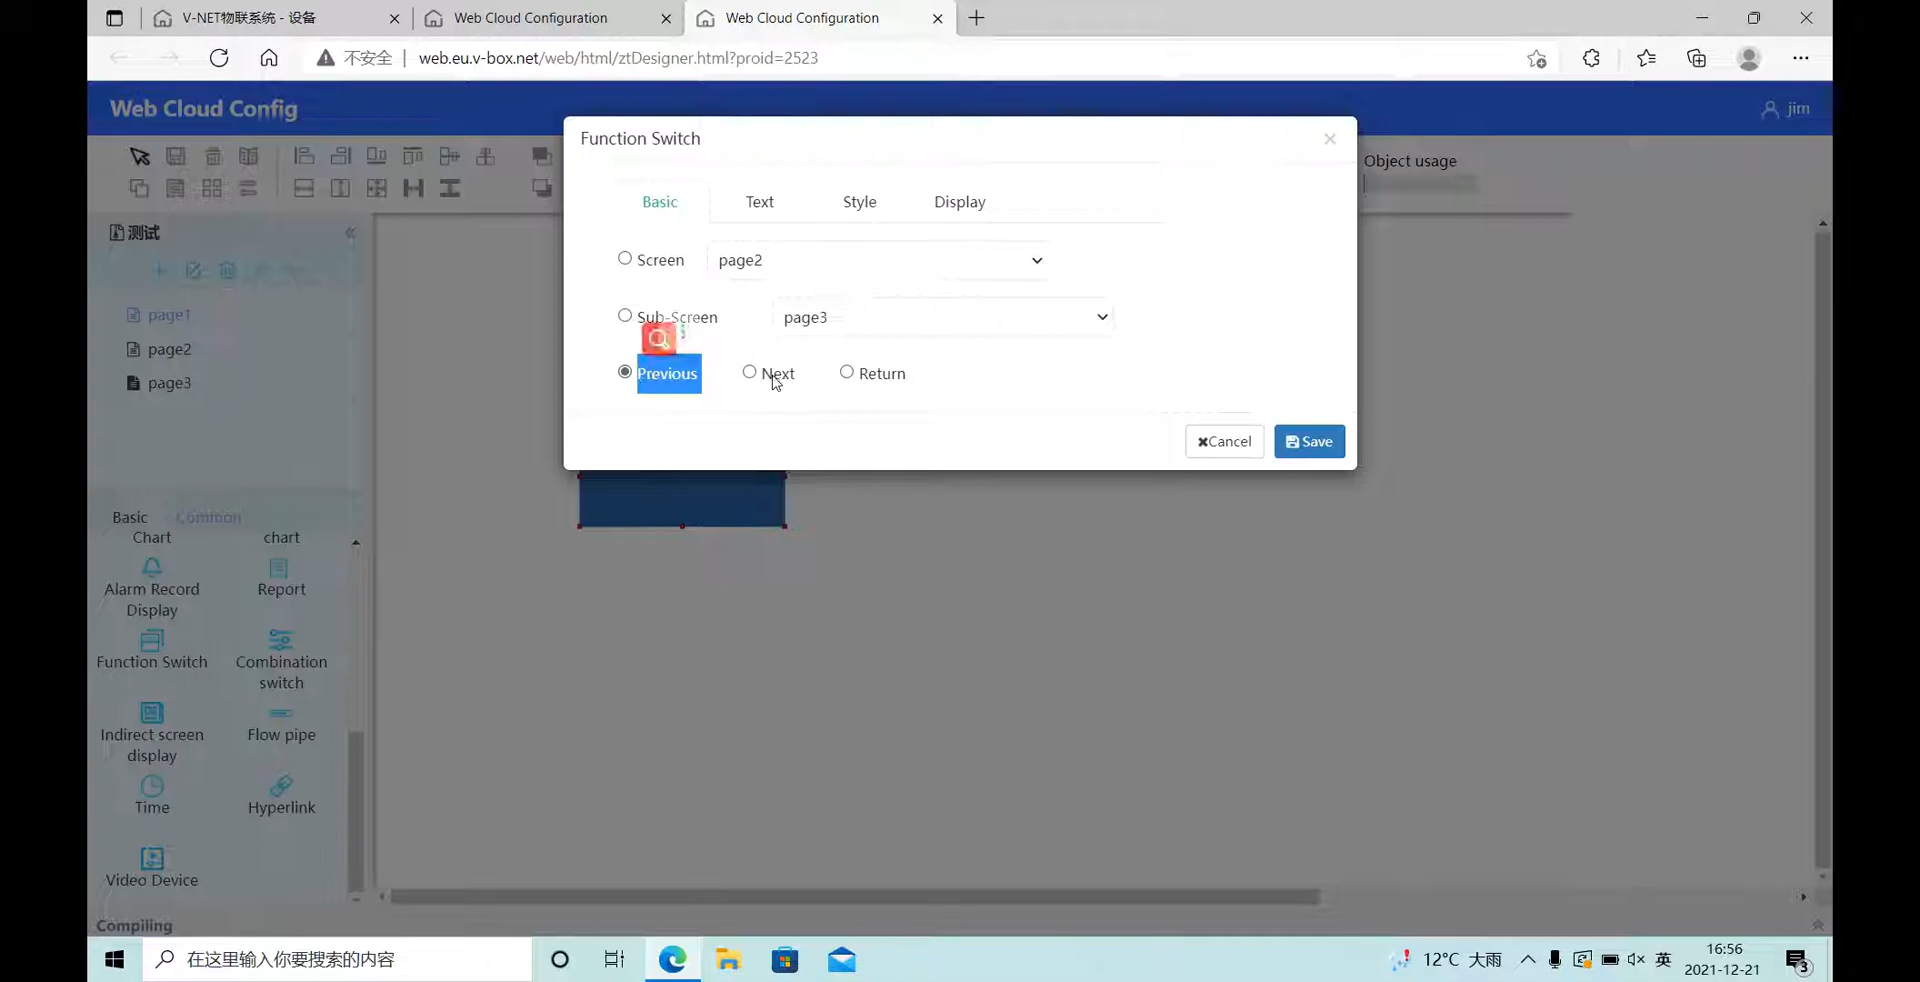 V-NET物联系统 - 设备
Web Cloud Configuration
Web Cloud Configuration
不安全
web.eu.v-box.net/web/html/ztDesigner.html?proid=2523
Web Cloud Config
jim
Function Switch
Object usage
Basic
Text
Style
Display
测试
Screen
page2
page1
Sub-Screen
page3
page2
Previous
Next
Return
page3
Cancel
Save
Basic
Common
Chart
chart
Alarm Record
Display
Report
Function Switch
Combination
switch
Indirect screen
display
Flow pipe
Time
Hyperlink
Video Device
Compiling
在这里输入你要搜索的内容
12°C 大雨
英
16:56
2021-12-21
3